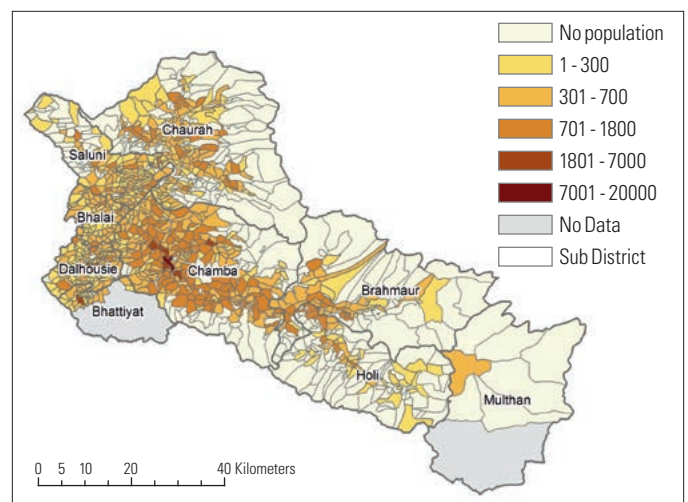 No population
1 - 300
301 - 700
701 - 1800
1801 - 7000
7001 - 20000
No Data
Sub District
Chaurah
Saluni
Bhalai
Dalhousie
Chamba
Bhattiyat
Brahmaur
Holi
Multhan
0 5 10 20 40 Kilometers